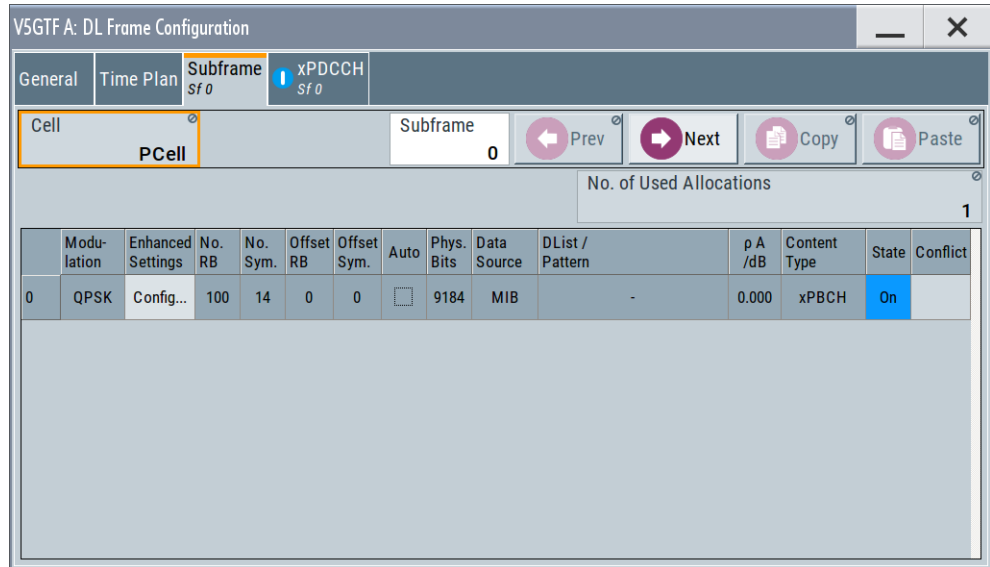 V5GTF A: DL Frame Configuration
General
Time Plan
Subframe
Sf 0
xPDCCH
Sf 0
Cell
PCell
Subframe
0
Prev
Next
Copy
Paste
No. of Used Allocations
1
Modu-
lation
Enhanced
Settings
No.
RB
No.
Sym.
Offset
RB
Offset
Sym.
Auto
Phys.
Bits
Data
Source
DList /
Pattern
ρ A
/dB
Content
Type
State
Conflict
0 QPSK Config... 100 14 0 0 9184 MIB - 0.000 xPBCH On